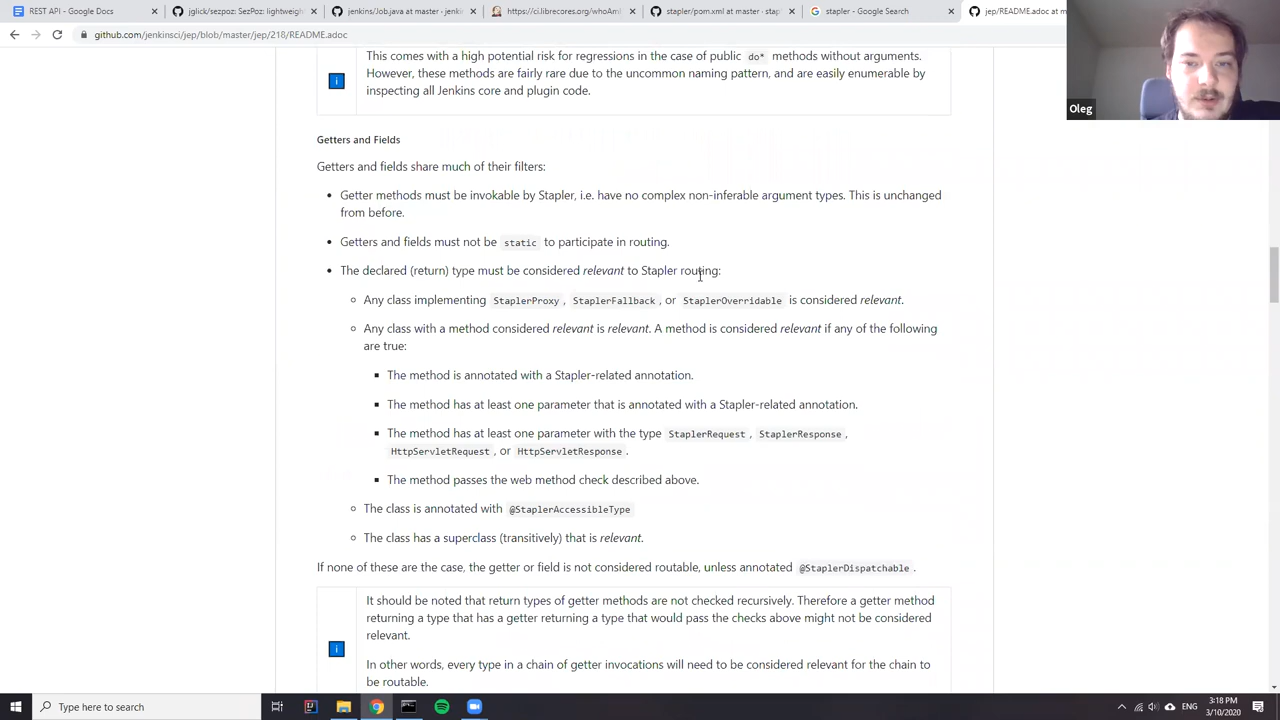 REST API - Google Docs
jglick/sezpoz: SezPoz: lightweigh
jenkins/Job.java at master · jenk
https://ci.librecores.org/whoAmI
stapler/pom.xml at master · stap
stapler - Google Search
jep/README.adoc at m
github.com/jenkinsci/jep/blob/master/jep/218/README.adoc
This comes with a high potential risk for regressions in the case of public do* methods without arguments.
However, these methods are fairly rare due to the uncommon naming pattern, and are easily enumerable by
inspecting all Jenkins core and plugin code.
Oleg
Getters and Fields
Getters and fields share much of their filters:
• Getter methods must be invokable by Stapler, i.e. have no complex non-inferable argument types. This is unchanged
from before.
• Getters and fields must not be static to participate in routing.
• The declared (return) type must be considered relevant to Stapler routing:
◦ Any class implementing StaplerProxy, StaplerFallback, or StaplerOverridable is considered relevant.
◦ Any class with a method considered relevant is relevant. A method is considered relevant if any of the following
are true:
▪ The method is annotated with a Stapler-related annotation.
▪ The method has at least one parameter that is annotated with a Stapler-related annotation.
▪ The method has at least one parameter with the type StaplerRequest, StaplerResponse,
HttpServletRequest, or HttpServletResponse.
▪ The method passes the web method check described above.
◦ The class is annotated with @StaplerAccessibleType
◦ The class has a superclass (transitively) that is relevant.
If none of these are the case, the getter or field is not considered routable, unless annotated @StaplerDispatchable.
It should be noted that return types of getter methods are not checked recursively. Therefore a getter method
returning a type that has a getter returning a type that would pass the checks above might not be considered
relevant.
In other words, every type in a chain of getter invocations will need to be considered relevant for the chain to
be routable.
Type here to search
ENG
3:18 PM
3/10/2020